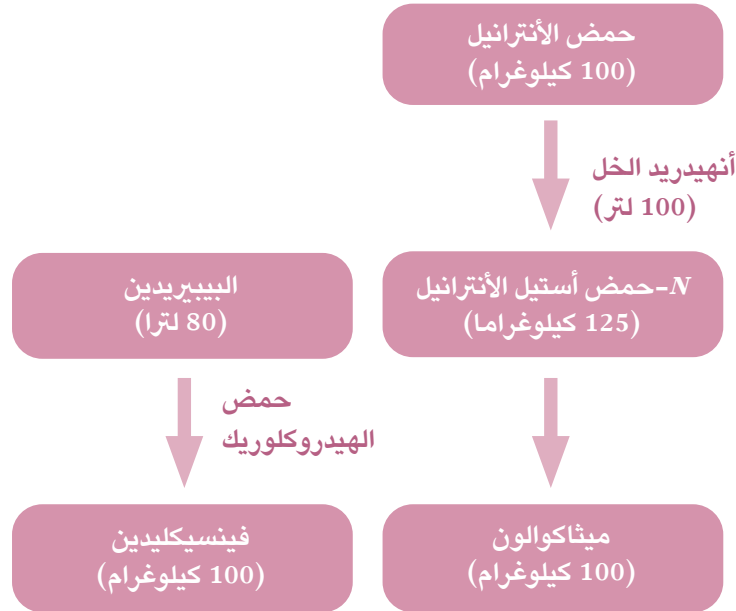 حمض الأنترانيل
(100 كيلوغرام)
أنهيدريد الخل
(100 لتر)
N-حمض أستيل الأنترانيل
(125 كيلوغراما)
البيبيريدين
(80 لترا)
حمض
الهيدروكلوريك
ميثاكوالون
(100 كيلوغرام)
فينسيكليدين
(100 كيلوغرام)